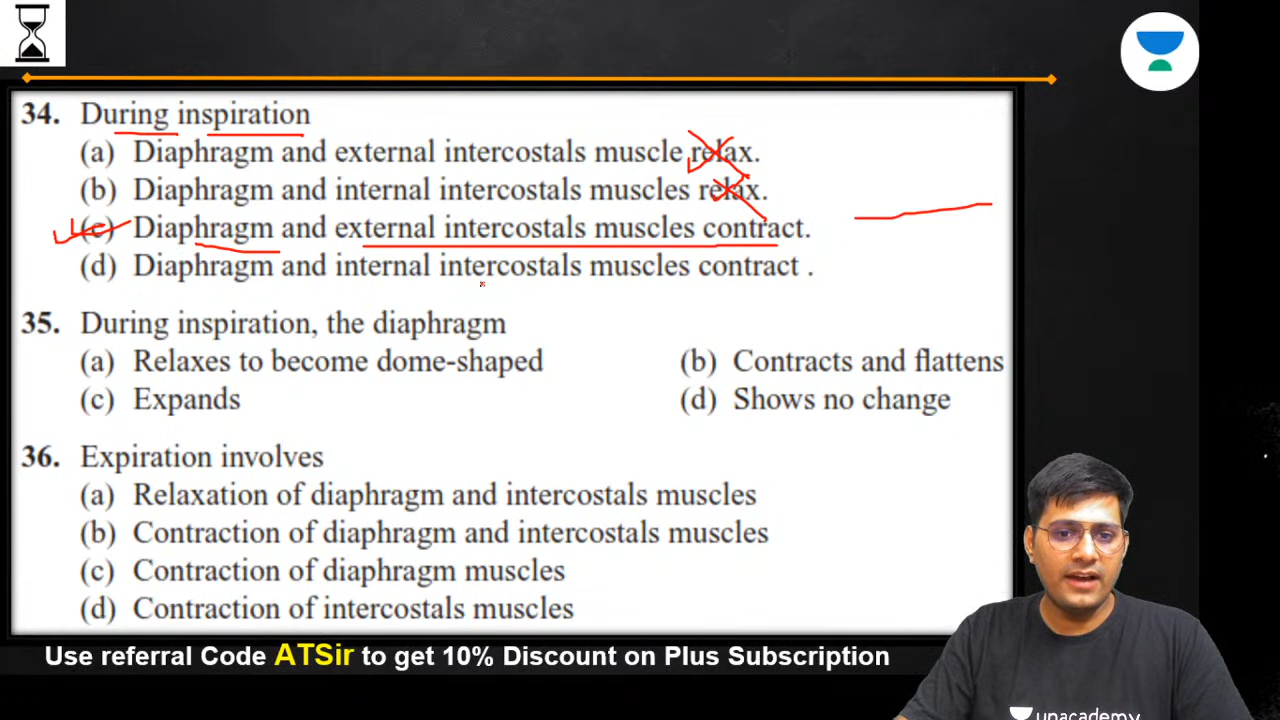 34. During inspiration
(a) Diaphragm and external intercostals muscle relax.
(b) Diaphragm and internal intercostals muscles relax.
(c) Diaphragm and external intercostals muscles contract.
(d) Diaphragm and internal intercostals muscles contract .
35. During inspiration, the diaphragm
(a) Relaxes to become dome-shaped (b) Contracts and flattens
(c) Expands (d) Shows no change
36. Expiration involves
(a) Relaxation of diaphragm and intercostals muscles
(b) Contraction of diaphragm and intercostals muscles
(c) Contraction of diaphragm muscles
(d) Contraction of intercostals muscles
Use referral Code ATSir to get 10% Discount on Plus Subscription
unacademy